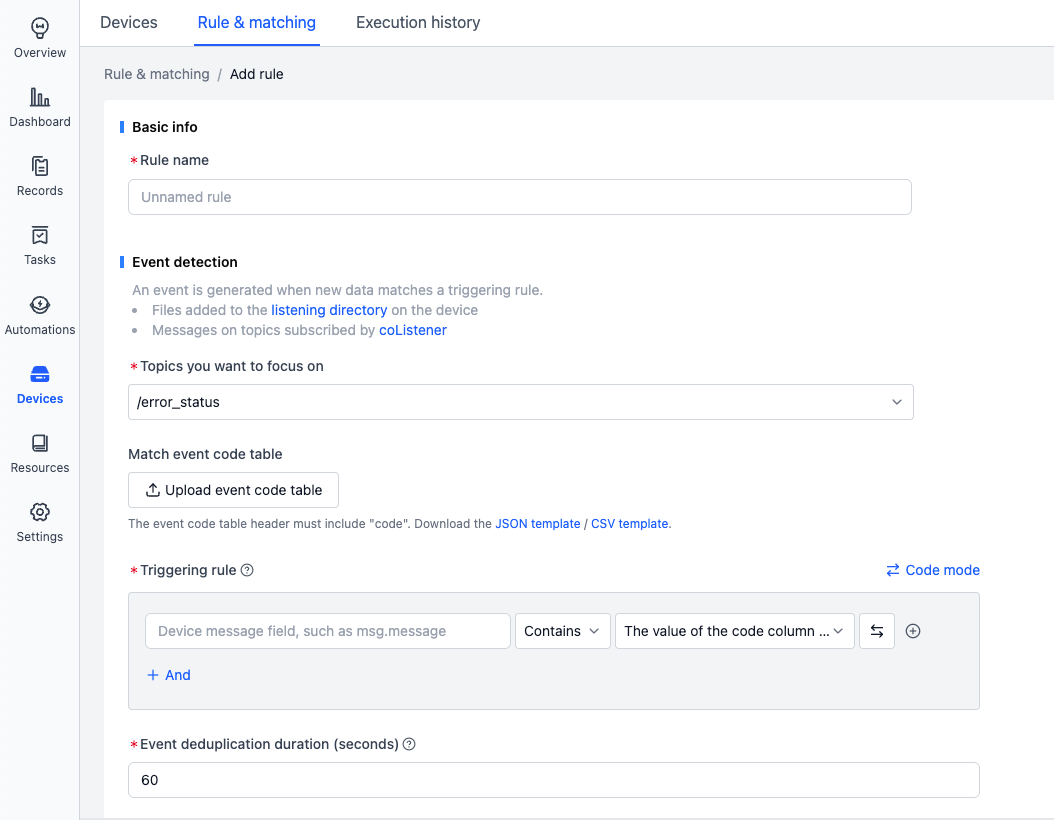 Overview
Dashboard
Records
Tasks
Automations
Devices
Resources
Settings
Devices Rule & matching Execution history
Rule & matching / Add rule
Basic info
* Rule name
Unnamed rule
Event detection
An event is generated when new data matches a triggering rule.
• Files added to the listening directory on the device
• Messages on topics subscribed by coListener
* Topics you want to focus on
/error_status
Match event code table
Upload event code table
The event code table header must include "code". Download the JSON template / CSV template.
* Triggering rule Code mode
Device message field, such as msg.message Contains The value of the code column ...
+ And
* Event deduplication duration (seconds)
60